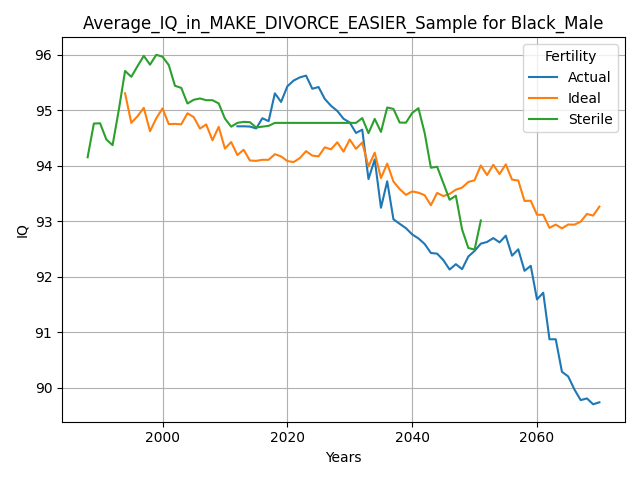 Average_IQ_in_MAKE_DIVORCE_EASIER_Sample for Black_Male
Fertility
Actual
Ideal
Sterile
IQ
96
95
94
93
92
91
90
2000
2020
2040
2060
Years